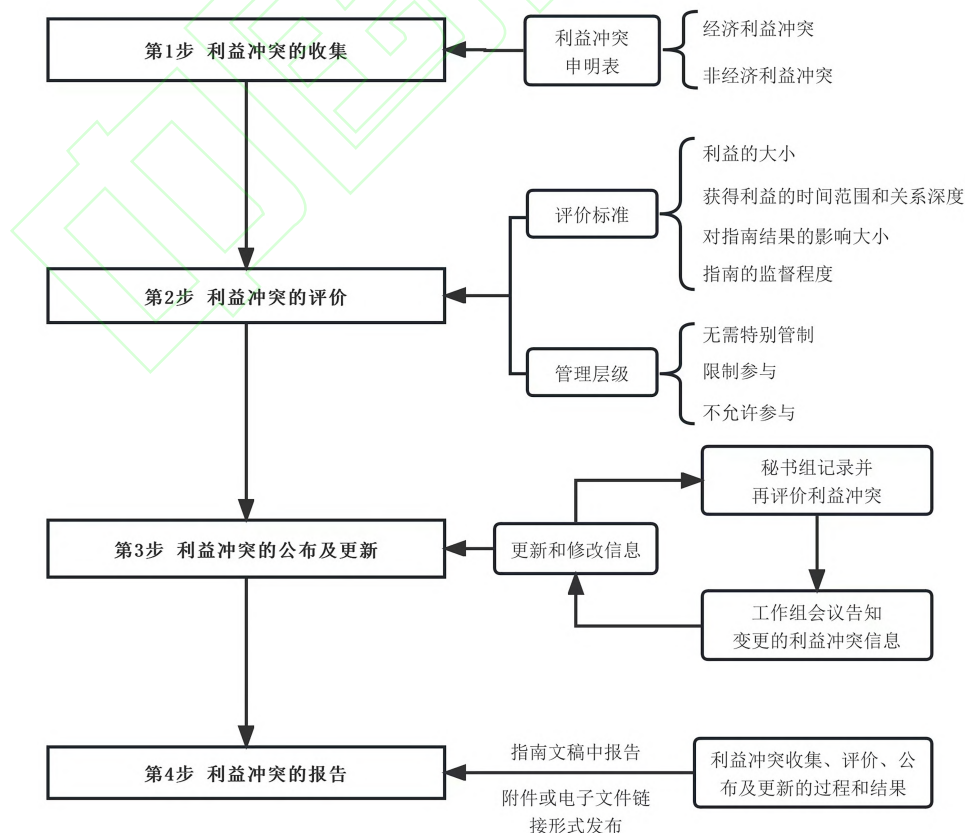 第1步 利益冲突的收集
利益冲突
申明表
经济利益冲突
非经济利益冲突
利益的大小
获得利益的时间范围和关系深度
评价标准
对指南结果的影响大小
指南的监督程度
第2步 利益冲突的评价
无需特别管制
管理层级
限制参与
不允许参与
秘书组记录并
再评价利益冲突
第3步 利益冲突的公布及更新
更新和修改信息
工作组会议告知
变更的利益冲突信息
第4步 利益冲突的报告
指南文稿中报告
附件或电子文件链
接形式发布
利益冲突收集、评价、公
布及更新的过程和结果